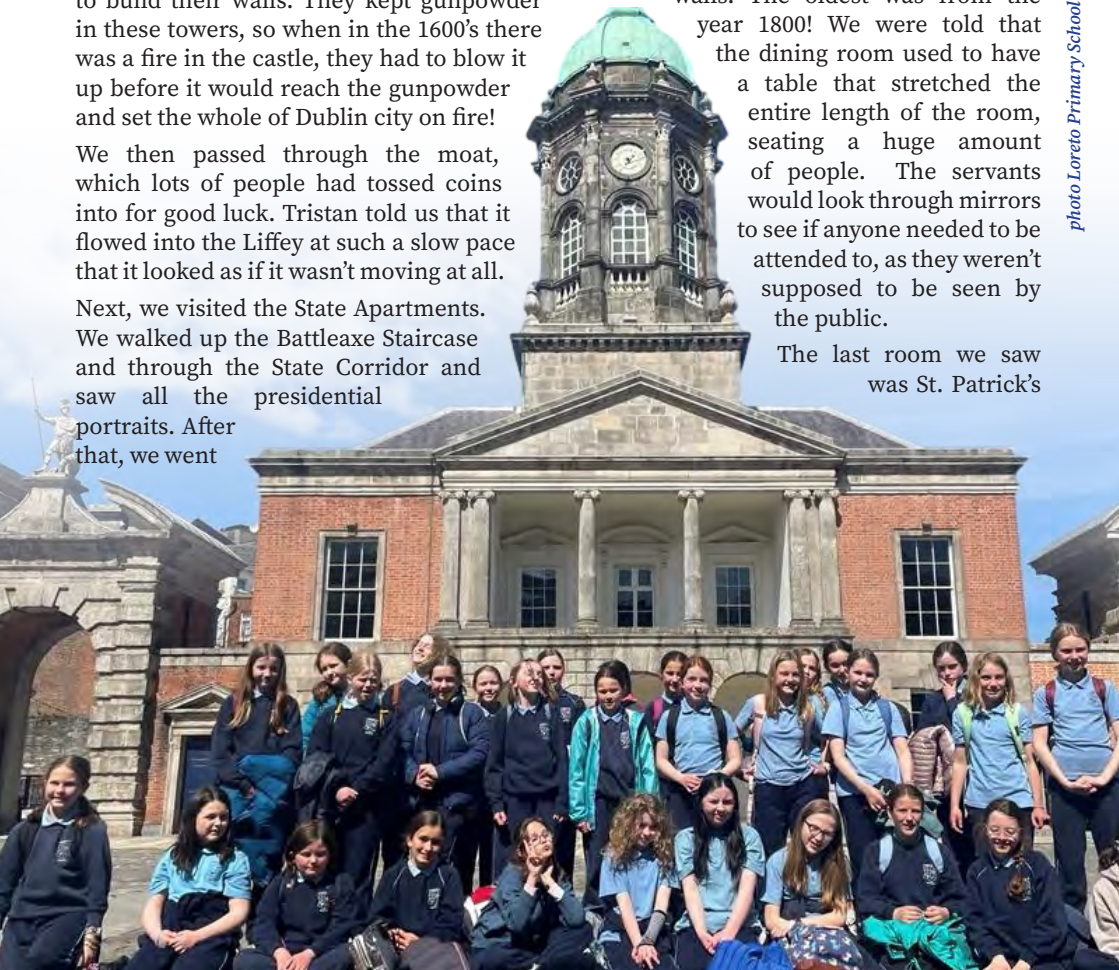 to build their walls. They kept gunpowder
in these towers, so when in the 1600’s there
was a fire in the castle, they had to blow it
up before it would reach the gunpowder
and set the whole of Dublin city on fire!
We then passed through the moat,
which lots of people had tossed coins
into for good luck. Tristan told us that it
flowed into the Liffey at such a slow pace
that it looked as if it wasn’t moving at all.
Next, we visited the State Apartments.
We walked up the Battleaxe Staircase
and through the State Corridor and
saw all the presidential
portraits. After
that, we went
walls. The oldest was from the
year 1800! We were told that
the dining room used to have
a table that stretched the
entire length of the room,
seating a huge amount
of people. The servants
would look through mirrors
to see if anyone needed to be
attended to, as they weren’t
supposed to be seen by
the public.
The last room we saw
was St. Patrick’s
photo Loreto Primary School